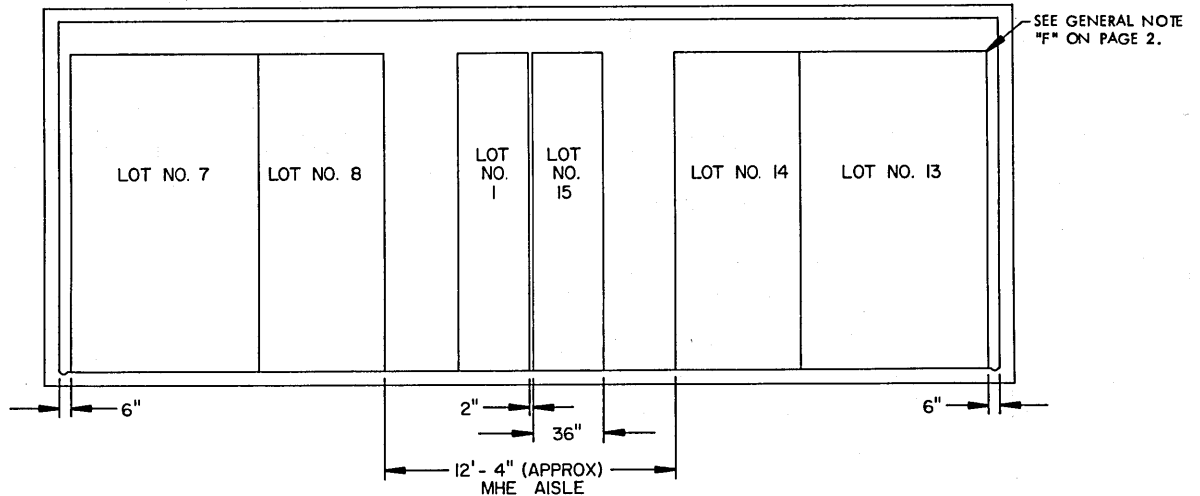 SEE GENERAL NOTE
"F" ON PAGE 2.
LOT NO. 7
LOT NO. 8
LOT
NO.
1
LOT
NO.
15
LOT NO. 14
LOT NO. 13
6"
2"
36"
6"
12'-4" (APPROX)
MHE AISLE